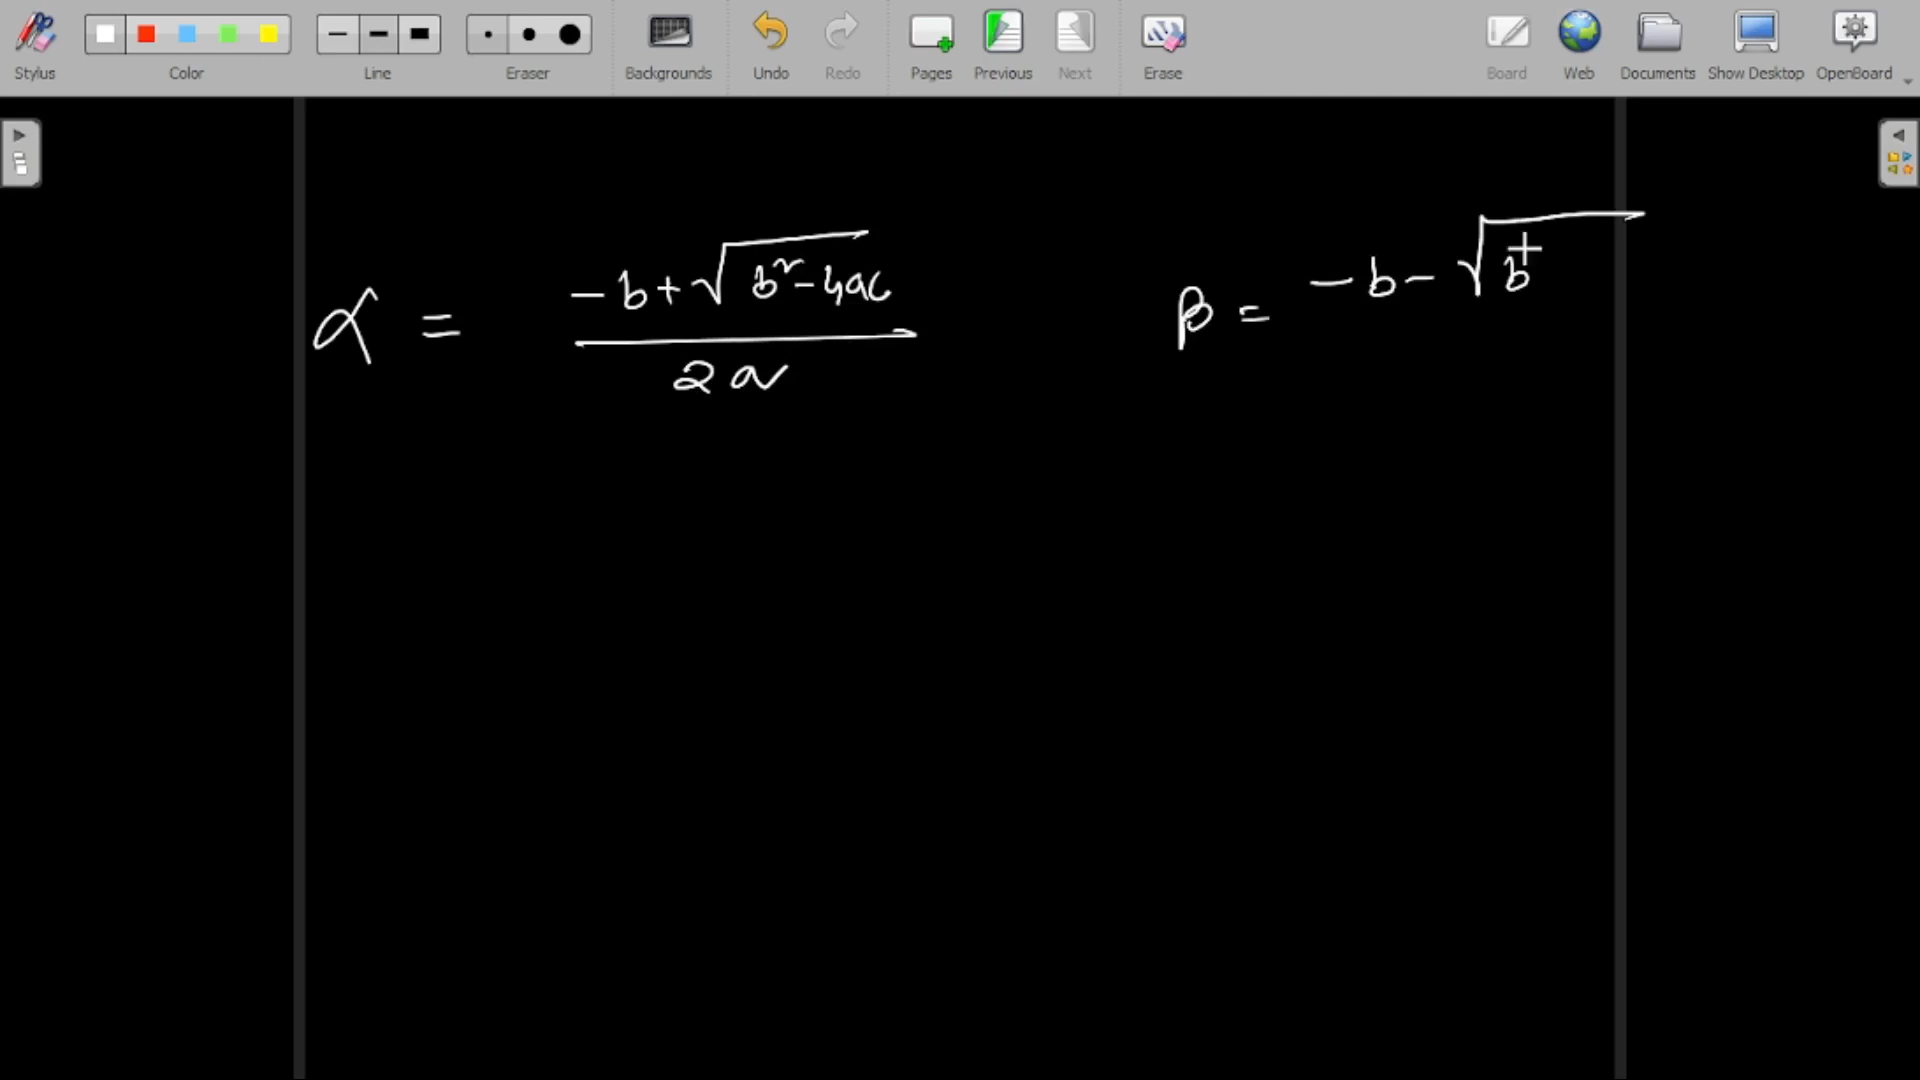 Stylus Color Line Eraser Backgrounds Undo Redo Pages Previous Next Erase Board Web Documents Show Desktop OpenBoard
α = (-b+√(b²-4ac))/(2a) β = -b-√b